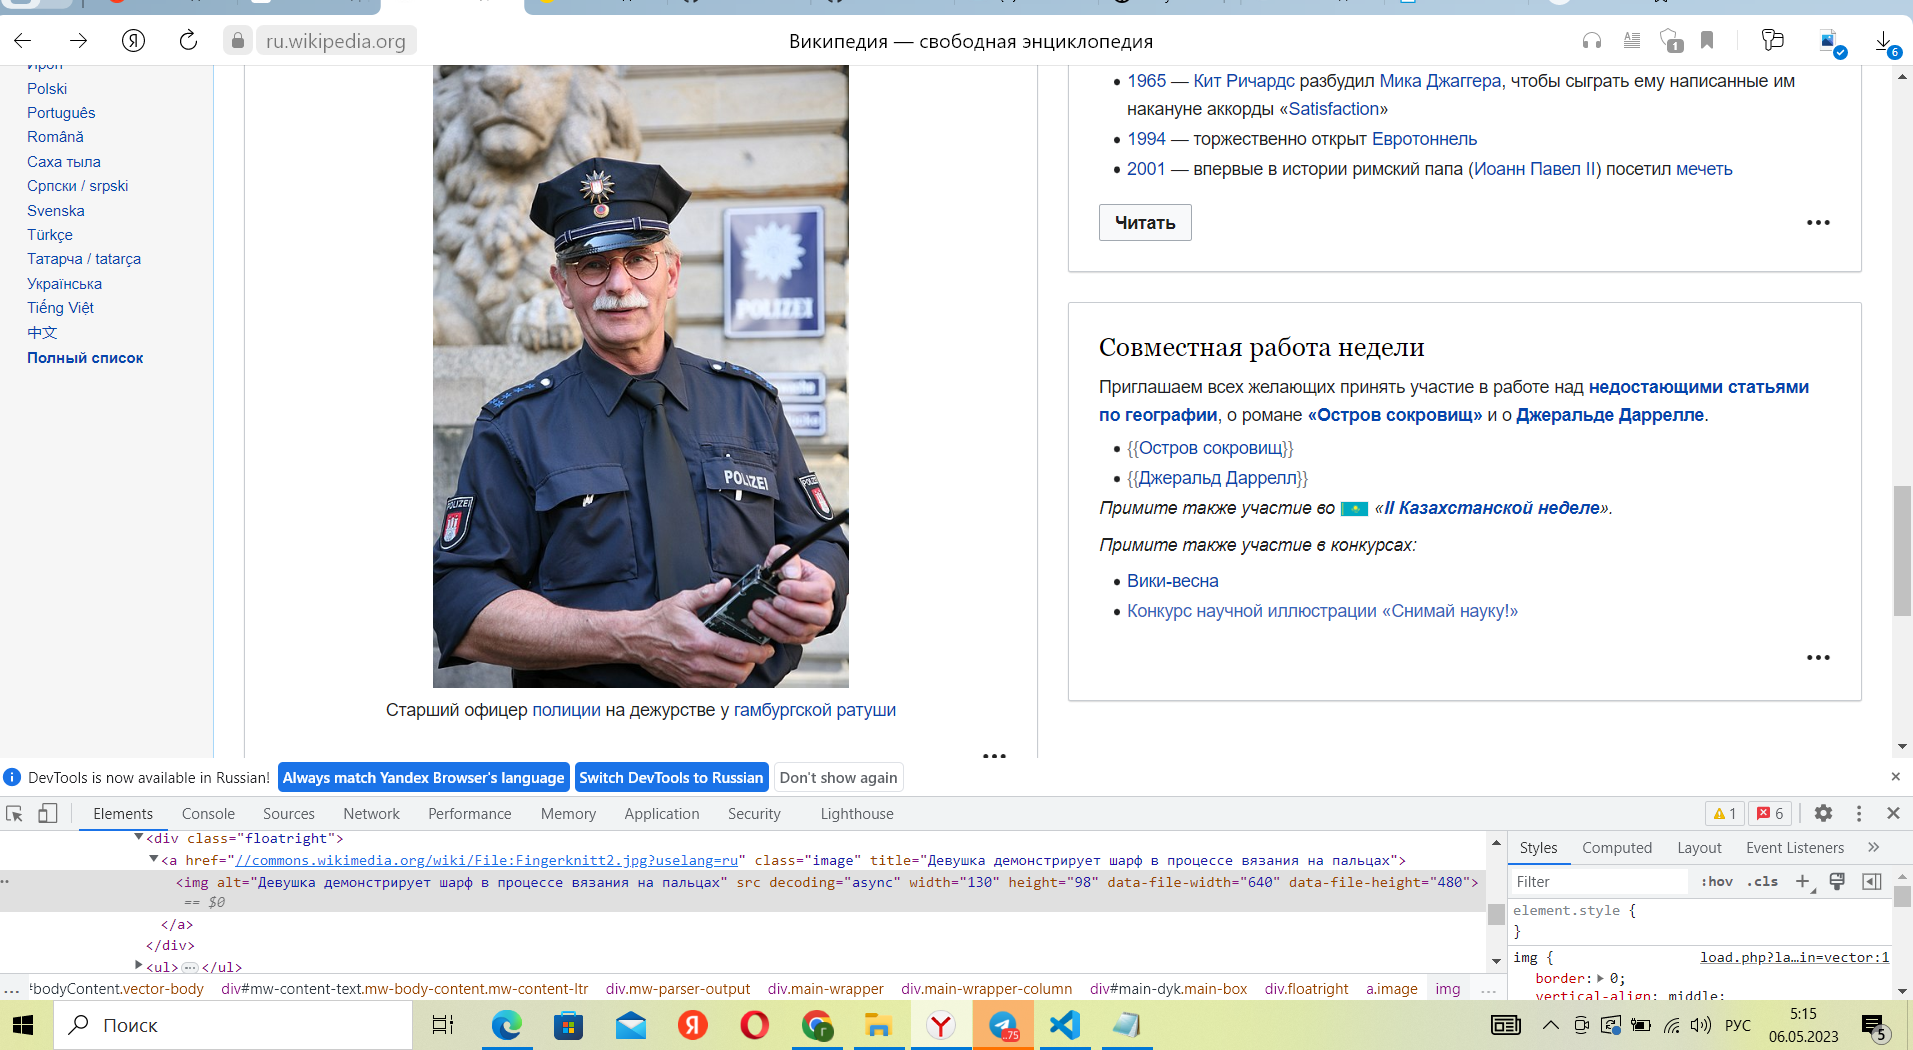 ru.wikipedia.org
Википедия — свободная энциклопедия
1
6
Polski
Português
Română
Саха тыла
Српски / srpski
Svenska
Türkçe
Татарча / tatarça
Українська
Tiếng Việt
中文
Полный список
POLIZEI
POLIZEI
POLIZEI
Старший офицер полиции на дежурстве у гамбургской ратуши
1965 — Кит Ричардс разбудил Мика Джаггера, чтобы сыграть ему написанные им
накануне аккорды «Satisfaction»
1994 — торжественно открыт Евротоннель
2001 — впервые в истории римский папа (Иоанн Павел II) посетил мечеть
Читать
Совместная работа недели
Приглашаем всех желающих принять участие в работе над недостающими статьями
по географии, о романе «Остров сокровищ» и о Джеральде Даррелле.
{{Остров сокровищ}}
{{Джеральд Даррелл}}
Примите также участие во «II Казахстанской неделе».
Примите также участие в конкурсах:
Вики-весна
Конкурс научной иллюстрации «Снимай науку!»
DevTools is now available in Russian! Always match Yandex Browser's language Switch DevTools to Russian Don't show again
Elements Console Sources Network Performance Memory Application Security Lighthouse 1 6
<div class="floatright">
<a href="//commons.wikimedia.org/wiki/File:Fingerknitt2.jpg?uselang=ru" class="image" title="Девушка демонстрирует шарф в процессе вязания на пальцах">
<img alt="Девушка демонстрирует шарф в процессе вязания на пальцах" src decoding="async" width="130" height="98" data-file-width="640" data-file-height="480">
== $0
</a>
</div>
<ul>…</ul>
… bodyContent.vector-body div#mw-content-text.mw-body-content.mw-content-ltr div.mw-parser-output div.main-wrapper div.main-wrapper-column div#main-dyk.main-box div.floatright a.image img …
Styles Computed Layout Event Listeners
Filter :hov .cls
element.style {
}
img { load.php?la…in=vector:1
border: 0;
vertical-align: middle;
Поиск
Я
75
РУС
5:15
06.05.2023
5